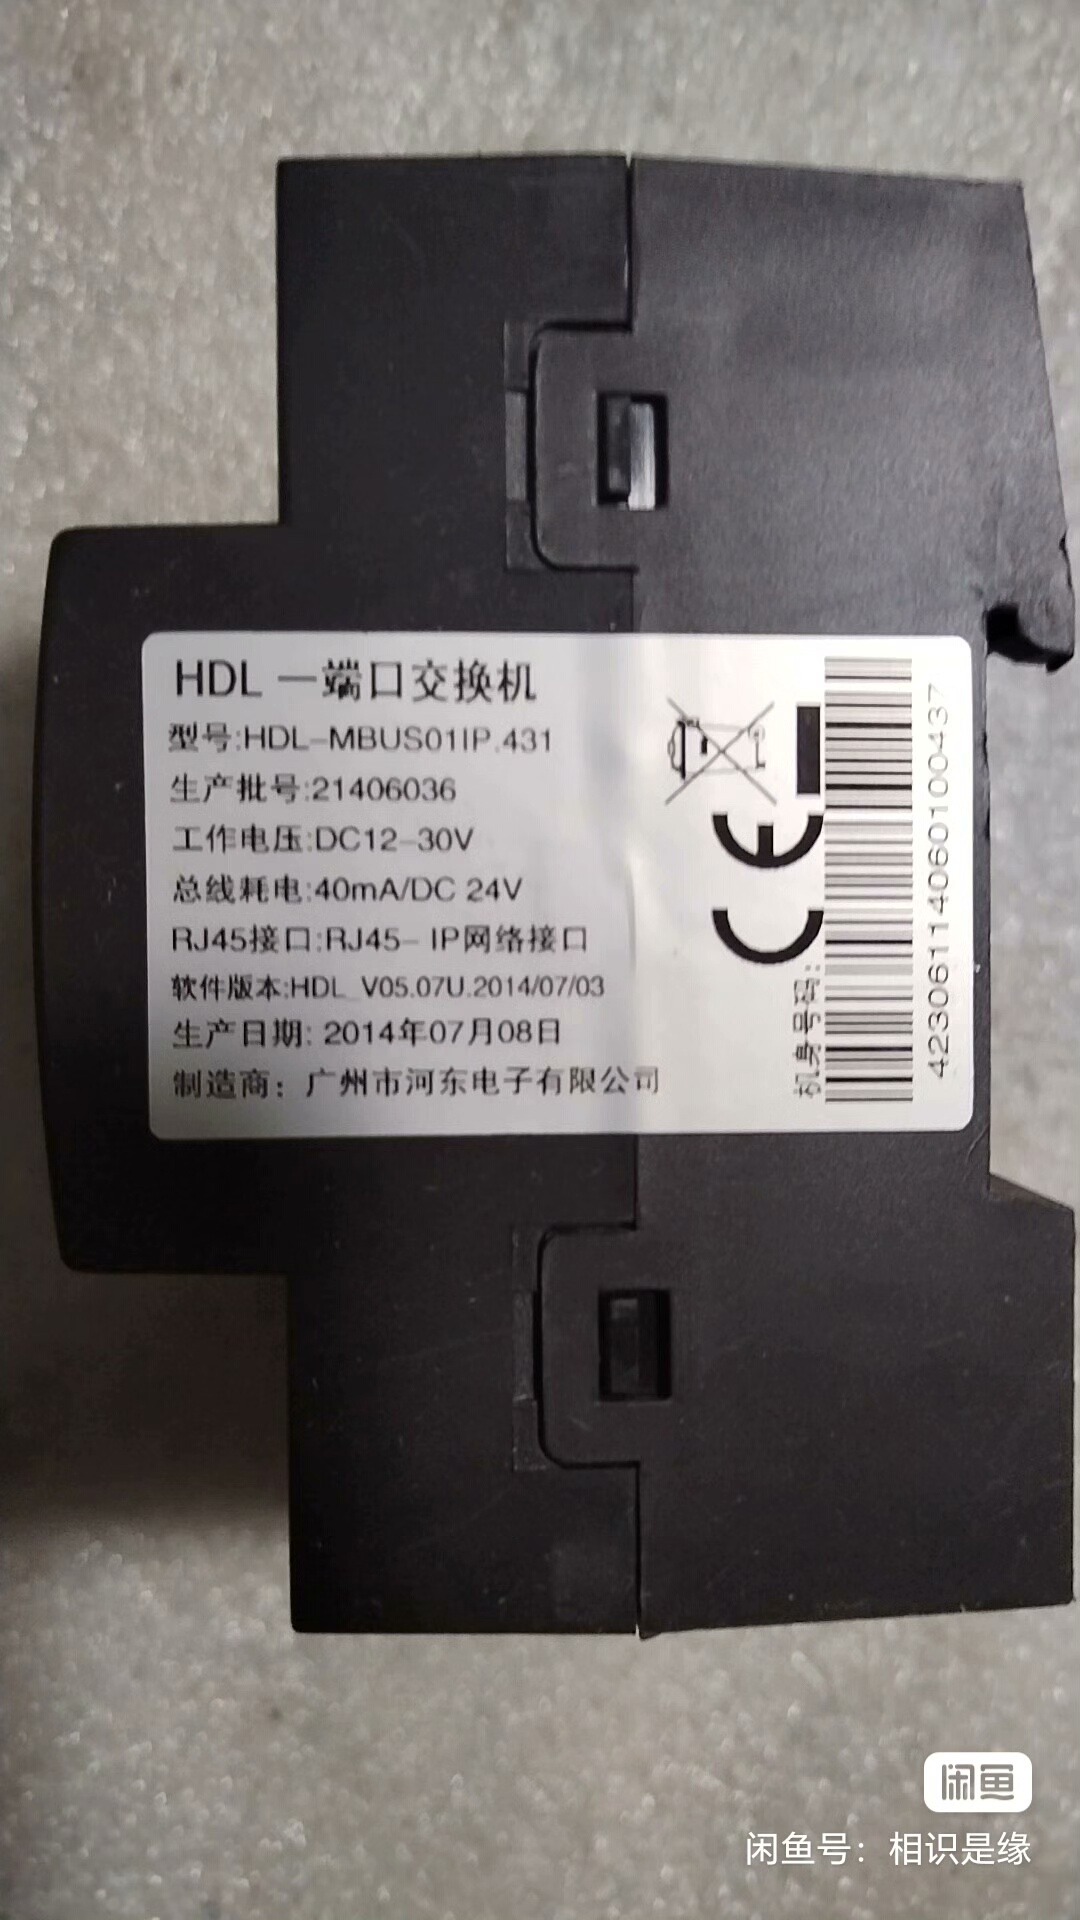 HDL 一端口交换机
型号:HDL-MBUS01IP.431
生产批号:21406036
工作电压:DC12-30V
总线耗电:40mA/DC 24V
RJ45接口:RJ45- IP网络接口
软件版本:HDL_V05.07U.2014/07/03
生产日期: 2014年07月08日
制造商: 广州市河东电子有限公司
CE
机身号码:
4230611406010100437
闲鱼
闲鱼号: 相识是缘